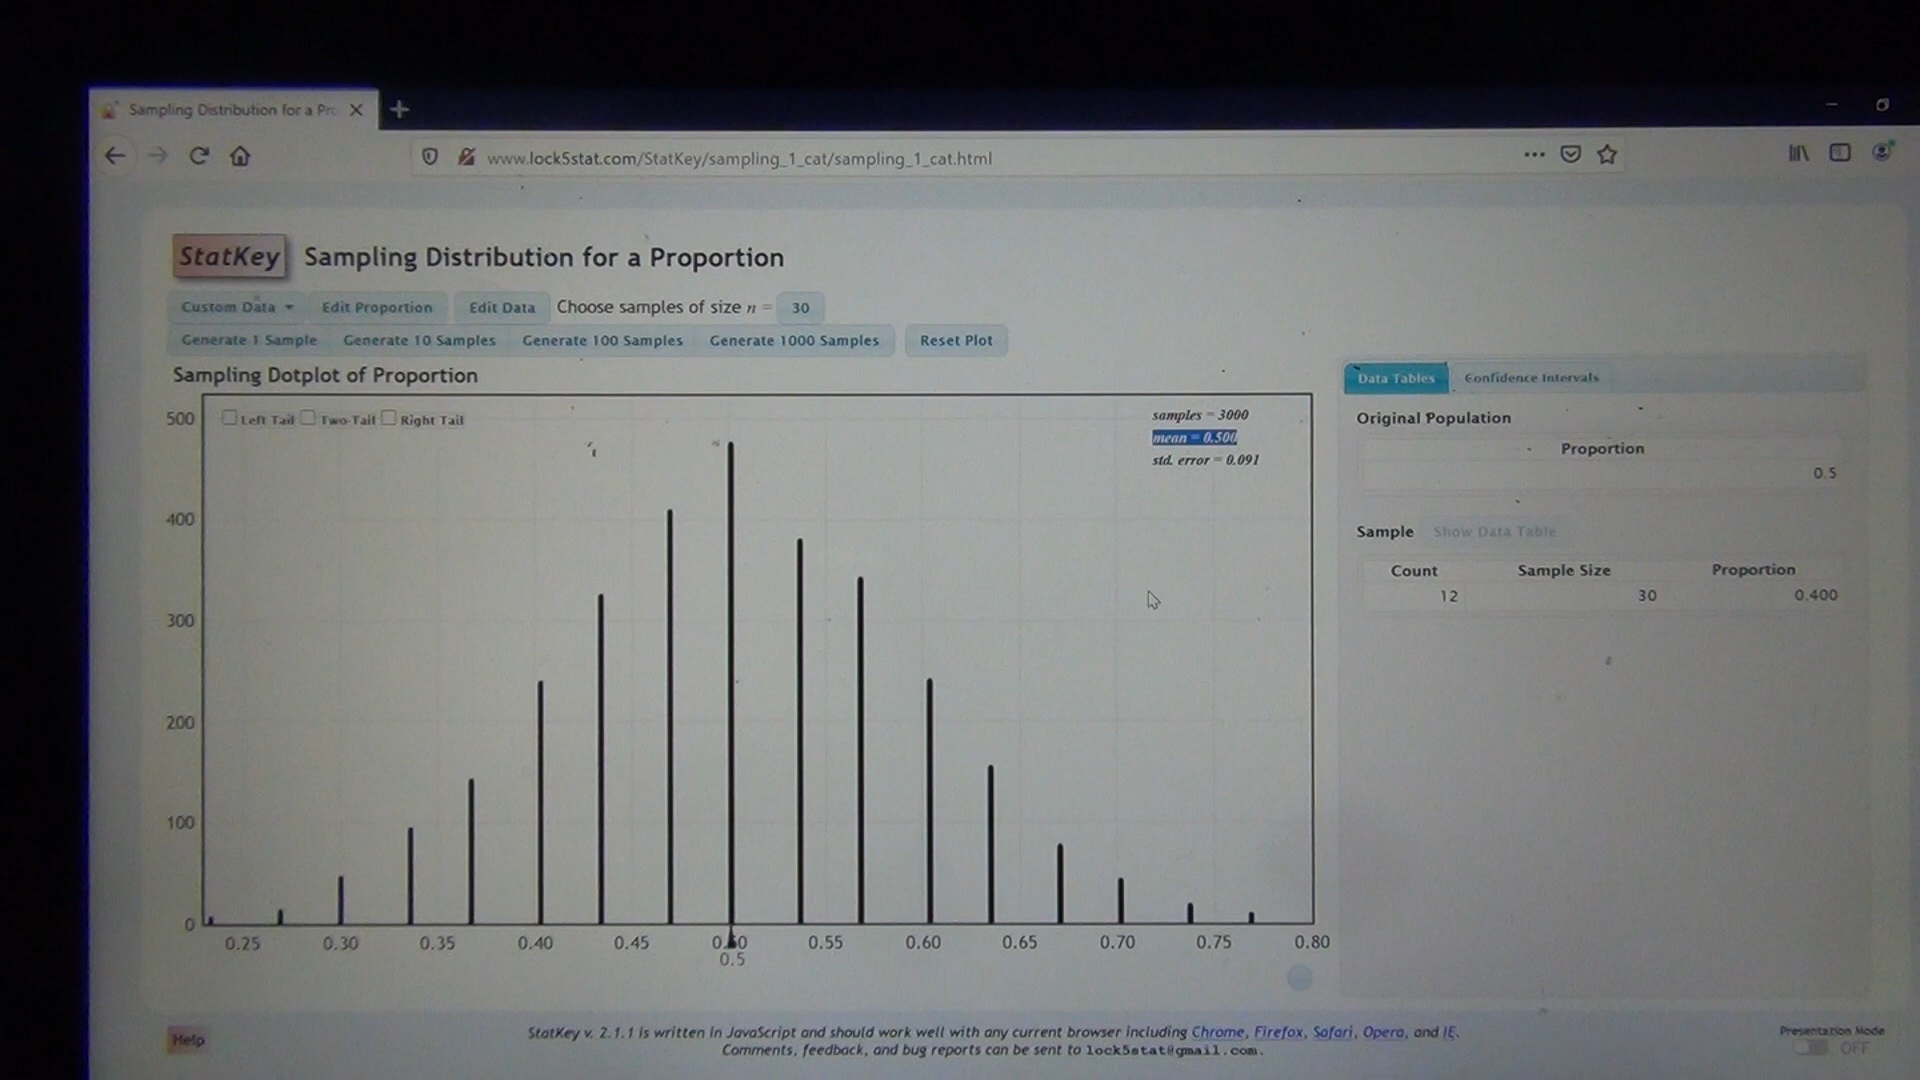 Sampling Distribution for a Pro
www.lock5stat.com/StatKey/sampling_1_cat/sampling_1_cat.html
StatKey Sampling Distribution for a Proportion
Custom Data Edit Proportion Edit Data Choose samples of size n = 30
Generate 1 Sample Generate 10 Samples Generate 100 Samples Generate 1000 Samples Reset Plot
Sampling Dotplot of Proportion
Left Tail Two-Tail Right Tail
samples = 3000
mean = 0.500
std. error = 0.091
500
400
300
200
100
0
0.25 0.30 0.35 0.40 0.45 0.50 0.55 0.60 0.65 0.70 0.75 0.80
0.5
Data Tables Confidence Intervals
Original Population
Proportion
0.5
Sample Show Data Table
Count Sample Size Proportion
12 30 0.400
Help
StatKey v. 2.1.1 is written in JavaScript and should work well with any current browser including Chrome, Firefox, Safari, Opera, and IE.
Comments, feedback, and bug reports can be sent to lock5stat@gmail.com.
Presentation Mode
OFF